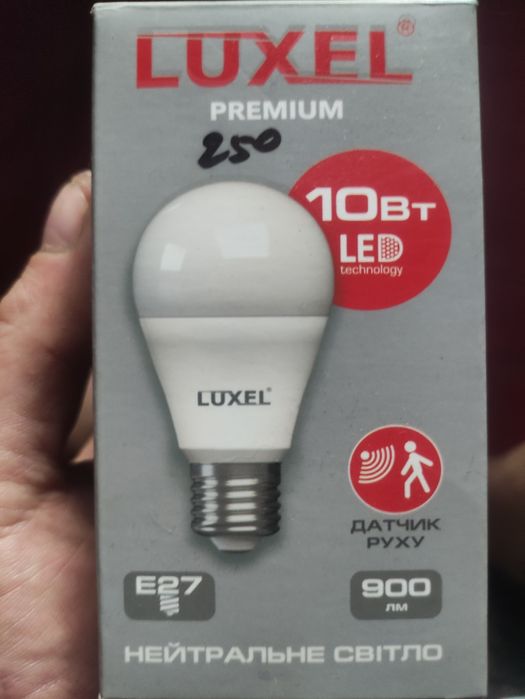 LUXEL®
PREMIUM
250
10Вт
LED
technology
LUXEL®
ДАТЧИК
РУХУ
E27
900
ЛМ
НЕЙТРАЛЬНЕ СВІТЛО